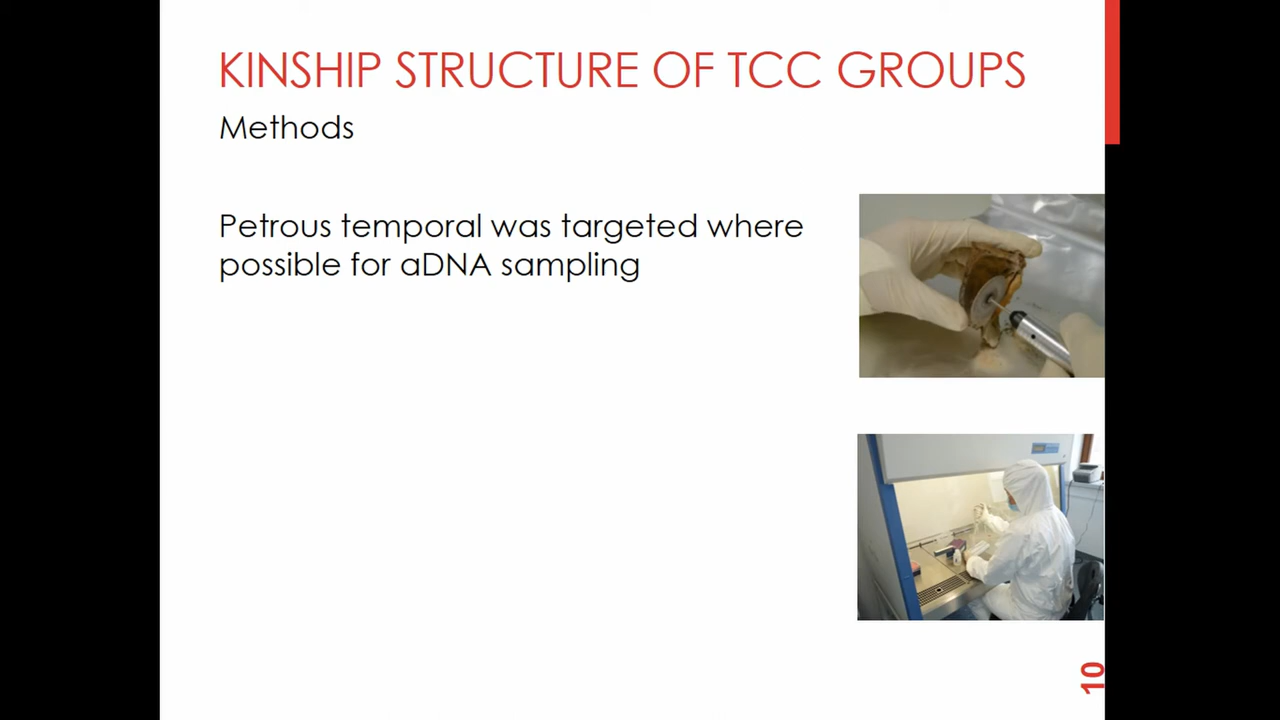 KINSHIP STRUCTURE OF TCC GROUPS
Methods
Petrous temporal was targeted where
possible for aDNA sampling
10